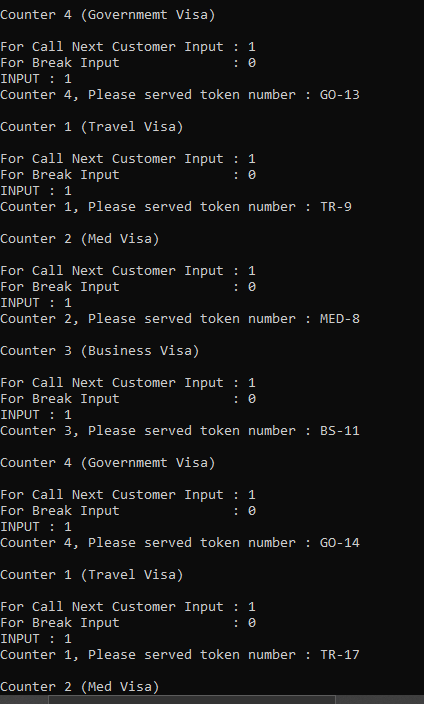 Counter 4 (Governmemt Visa)
For Call Next Customer Input : 1
For Break Input : 0
INPUT : 1
Counter 4, Please served token number : GO-13
Counter 1 (Travel Visa)
For Call Next Customer Input : 1
For Break Input : 0
INPUT : 1
Counter 1, Please served token number : TR-9
Counter 2 (Med Visa)
For Call Next Customer Input : 1
For Break Input : 0
INPUT : 1
Counter 2, Please served token number : MED-8
Counter 3 (Business Visa)
For Call Next Customer Input : 1
For Break Input : 0
INPUT : 1
Counter 3, Please served token number : BS-11
Counter 4 (Governmemt Visa)
For Call Next Customer Input : 1
For Break Input : 0
INPUT : 1
Counter 4, Please served token number : GO-14
Counter 1 (Travel Visa)
For Call Next Customer Input : 1
For Break Input : 0
INPUT : 1
Counter 1, Please served token number : TR-17
Counter 2 (Med Visa)